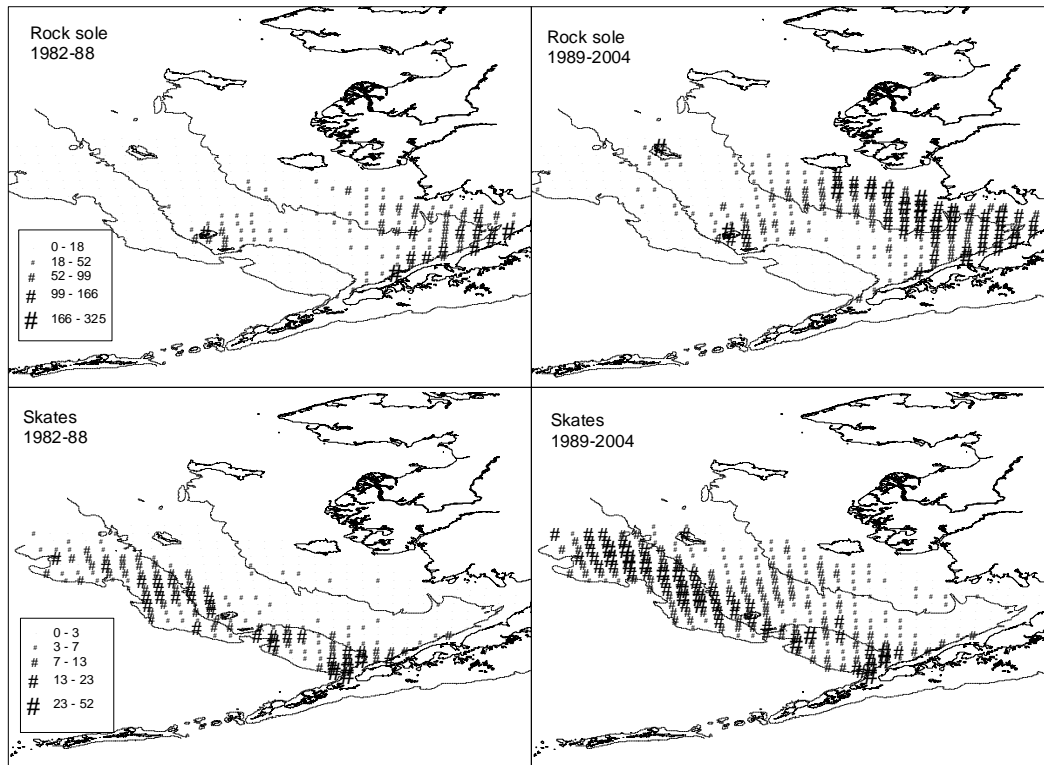 Rock sole
1982-88
0 - 18
18 - 52
52 - 99
99 - 166
166 - 325
Rock sole
1989-2004
Skates
1982-88
0 - 3
3 - 7
7 - 13
13 - 23
23 - 52
Skates
1989-2004